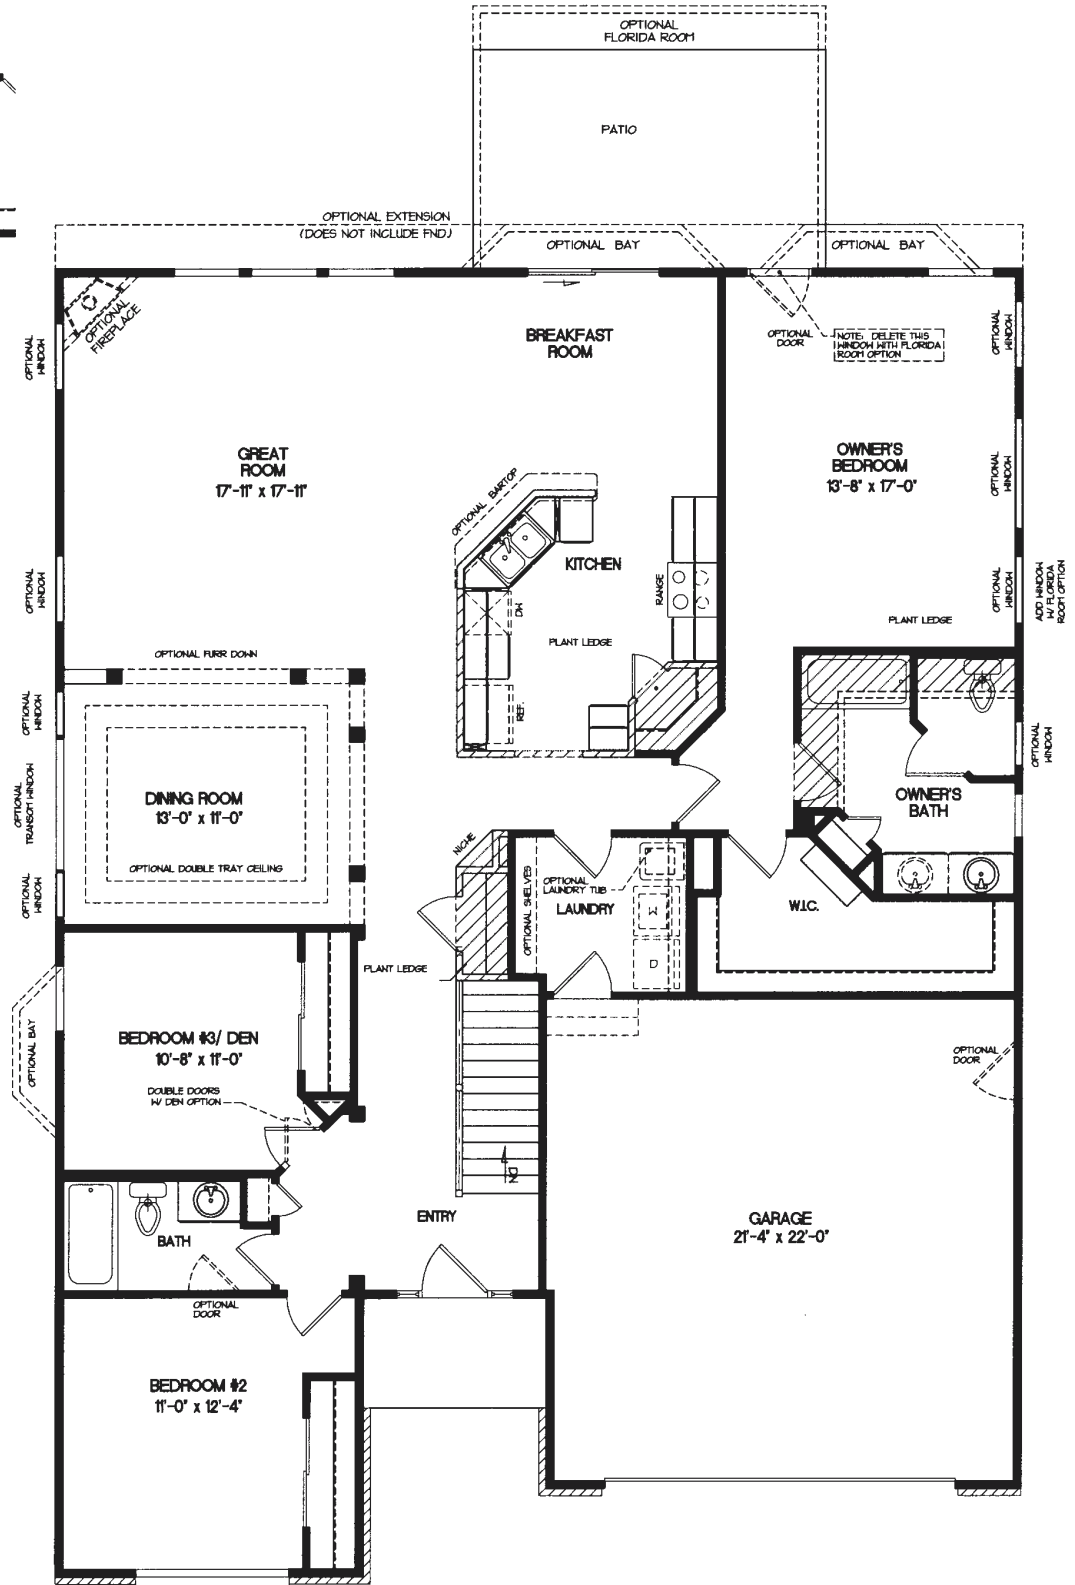 OPTIONAL
FLORIDA ROOM
PATIO
OPTIONAL EXTENSION
(DOES NOT INCLUDE FND.)
OPTIONAL BAY
OPTIONAL BAY
OPTIONAL
FIREPLACE
OPTIONAL
WINDOW
BREAKFAST
ROOM
OPTIONAL
DOOR
NOTE: DELETE THIS
WINDOW WITH FLORIDA
ROOM OPTION
OPTIONAL
WINDOW
GREAT
ROOM
17'-11" x 17'-11"
OWNER'S
BEDROOM
13'-8" x 17'-0"
OPTIONAL
WINDOW
OPTIONAL BARTOP
KITCHEN
RANGE
DW
OPTIONAL
WINDOW
OPTIONAL
WINDOW
ADD WINDOW
W/ FLORIDA
ROOM OPTION
PLANT LEDGE
PLANT LEDGE
OPTIONAL FURR DOWN
REF.
OPTIONAL
WINDOW
OPTIONAL
WINDOW
OPTIONAL
TRANSOM WINDOW
DINING ROOM
13'-0" x 11'-0"
OWNER'S
BATH
OPTIONAL DOUBLE TRAY CEILING
NICHE
OPTIONAL
WINDOW
OPTIONAL SHELVES
OPTIONAL
LAUNDRY TUB
LAUNDRY
W
D
W.I.C.
PLANT LEDGE
OPTIONAL BAY
BEDROOM #3/ DEN
10'-8" x 11'-0"
DOUBLE DOORS
W/ DEN OPTION
OPTIONAL
DOOR
DN
ENTRY
GARAGE
21'-4" x 22'-0"
BATH
OPTIONAL
DOOR
BEDROOM #2
11'-0" x 12'-4"